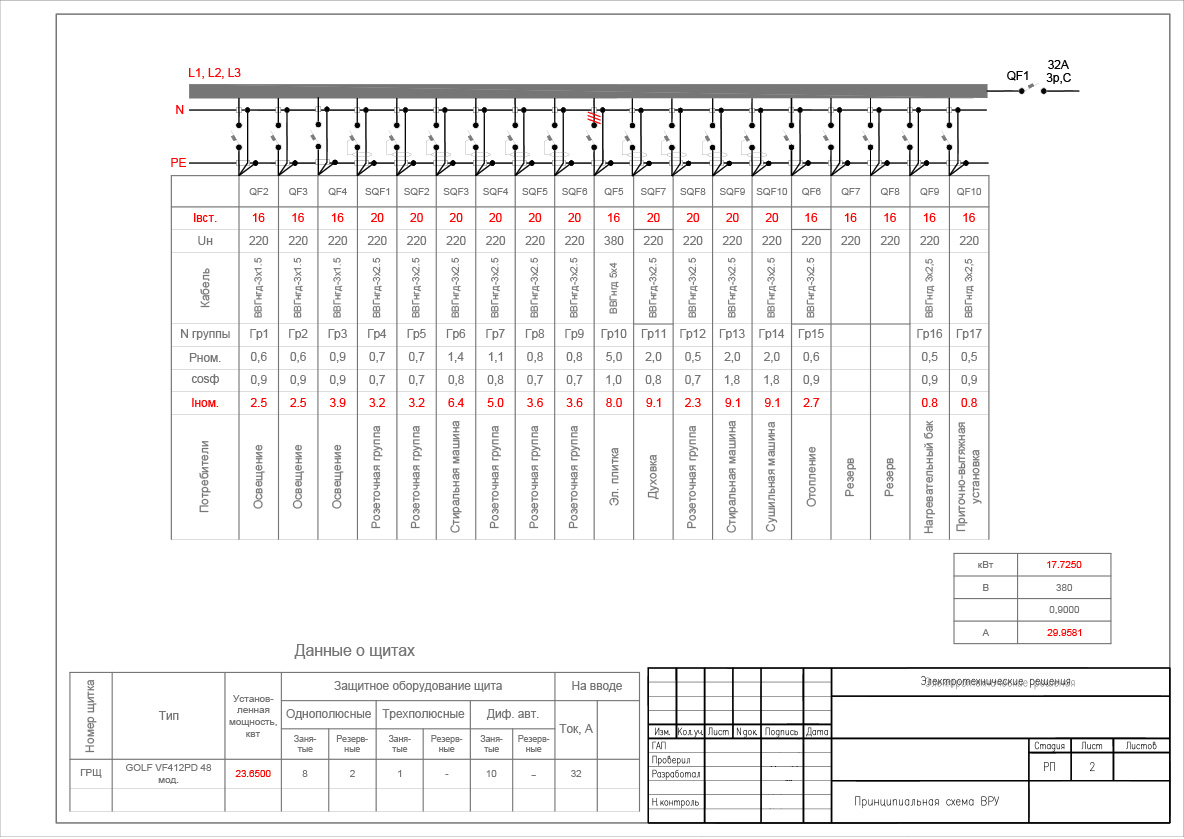 L1, L2, L3
QF1
32А
3р,С
N
PE
QF2 QF3 QF4 SQF1 SQF2 SQF3 SQF4 SQF5 SQF6 QF5 SQF7 SQF8 SQF9 SQF10 QF6 QF7 QF8 QF9 QF10
Iвст. 16 16 16 20 20 20 20 20 20 16 20 20 20 20 16 16 16 16 16
Uн 220 220 220 220 220 220 220 220 220 380 220 220 220 220 220 220 220 220 220
Кабель ВВГнгд-3х1.5 ВВГнгд-3х1.5 ВВГнгд-3х1.5 ВВГнгд-3х2.5 ВВГнгд-3х2.5 ВВГнгд-3х2.5 ВВГнгд-3х2.5 ВВГнгд-3х2.5 ВВГнгд-3х2.5 ВВГнгд 5х4 ВВГнгд-3х2.5 ВВГнгд-3х2.5 ВВГнгд-3х2.5 ВВГнгд-3х2.5 ВВГнгд-3х2.5 ВВГнгд 3х2,5 ВВГнгд 3х2,5
N группы Гр1 Гр2 Гр3 Гр4 Гр5 Гр6 Гр7 Гр8 Гр9 Гр10 Гр11 Гр12 Гр13 Гр14 Гр15 Гр16 Гр17
Рном. 0,6 0,6 0,9 0,7 0,7 1,4 1,1 0,8 0,8 5,0 2,0 0,5 2,0 2,0 0,6 0,5 0,5
cosф 0,9 0,9 0,9 0,7 0,7 0,8 0,8 0,7 0,7 1,0 0,8 0,7 1,8 1,8 0,9 0,9 0,9
Iном. 2.5 2.5 3.9 3.2 3.2 6.4 5.0 3.6 3.6 8.0 9.1 2.3 9.1 9.1 2.7 0.8 0.8
Потребители Освещение Освещение Освещение Розеточная группа Розеточная группа Стиральная машина Розеточная группа Розеточная группа Розеточная группа Эл. плитка Духовка Розеточная группа Стиральная машина Сушильная машина Отопление Резерв Резерв Нагревательный бак Приточно-вытяжная
установка
кВт 17.7250
В 380
0,9000
А 29.9581
Данные о щитах
Номер щитка
Тип
Установ-
ленная
мощность,
квт
Защитное оборудование щита
На вводе
Однополюсные Трехполюсные Диф. авт.
Ток, А
Заня-
тые
Резерв-
ные
Заня-
тые
Резерв-
ные
Заня-
тые
Резерв-
ные
ГРЩ
GOLF VF412PD 48
мод.
23.6500 8 2 1 - 10 - 32
Электротехнические решения
Изм. Кол.уч. Лист Nдок. Подпись Дата
ГАП
Проверил
Разработал
Н.контроль
Стадия Лист Листов
РП 2
Принципиальная схема ВРУ